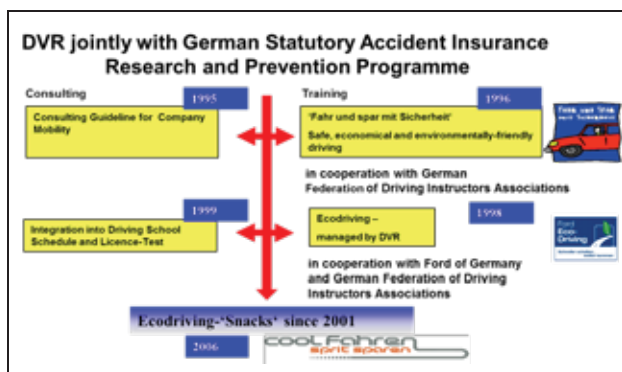 DVR jointly with German Statutory Accident Insurance
Research and Prevention Programme
Consulting
1995
Consulting Guideline for Company
Mobility
Training
1996
'Fahr und spar mit Sicherheit'
Safe, economical and environmentally-friendly
driving
in cooperation with German
Federation of Driving Instructors Associations
1999
Integration into Driving School
Schedule and Licence-Test
1998
Ecodriving –
managed by DVR
Ford
Eco-
Driving
in cooperation with Ford of Germany
and German Federation of Driving
Instructors Associations
Ecodriving-'Snacks' since 2001
2006
cool Fahren
sprit sparen